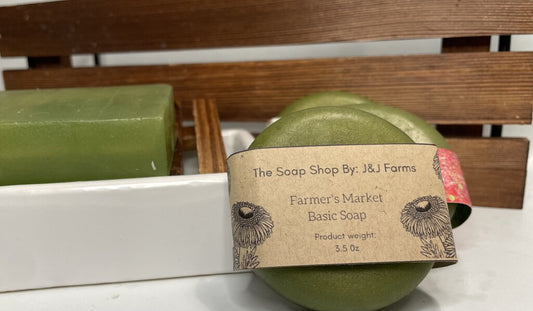 The Soap Shop By: J&J Farms
Farmer's Market
Basic Soap
Product weight:
3.5 Oz